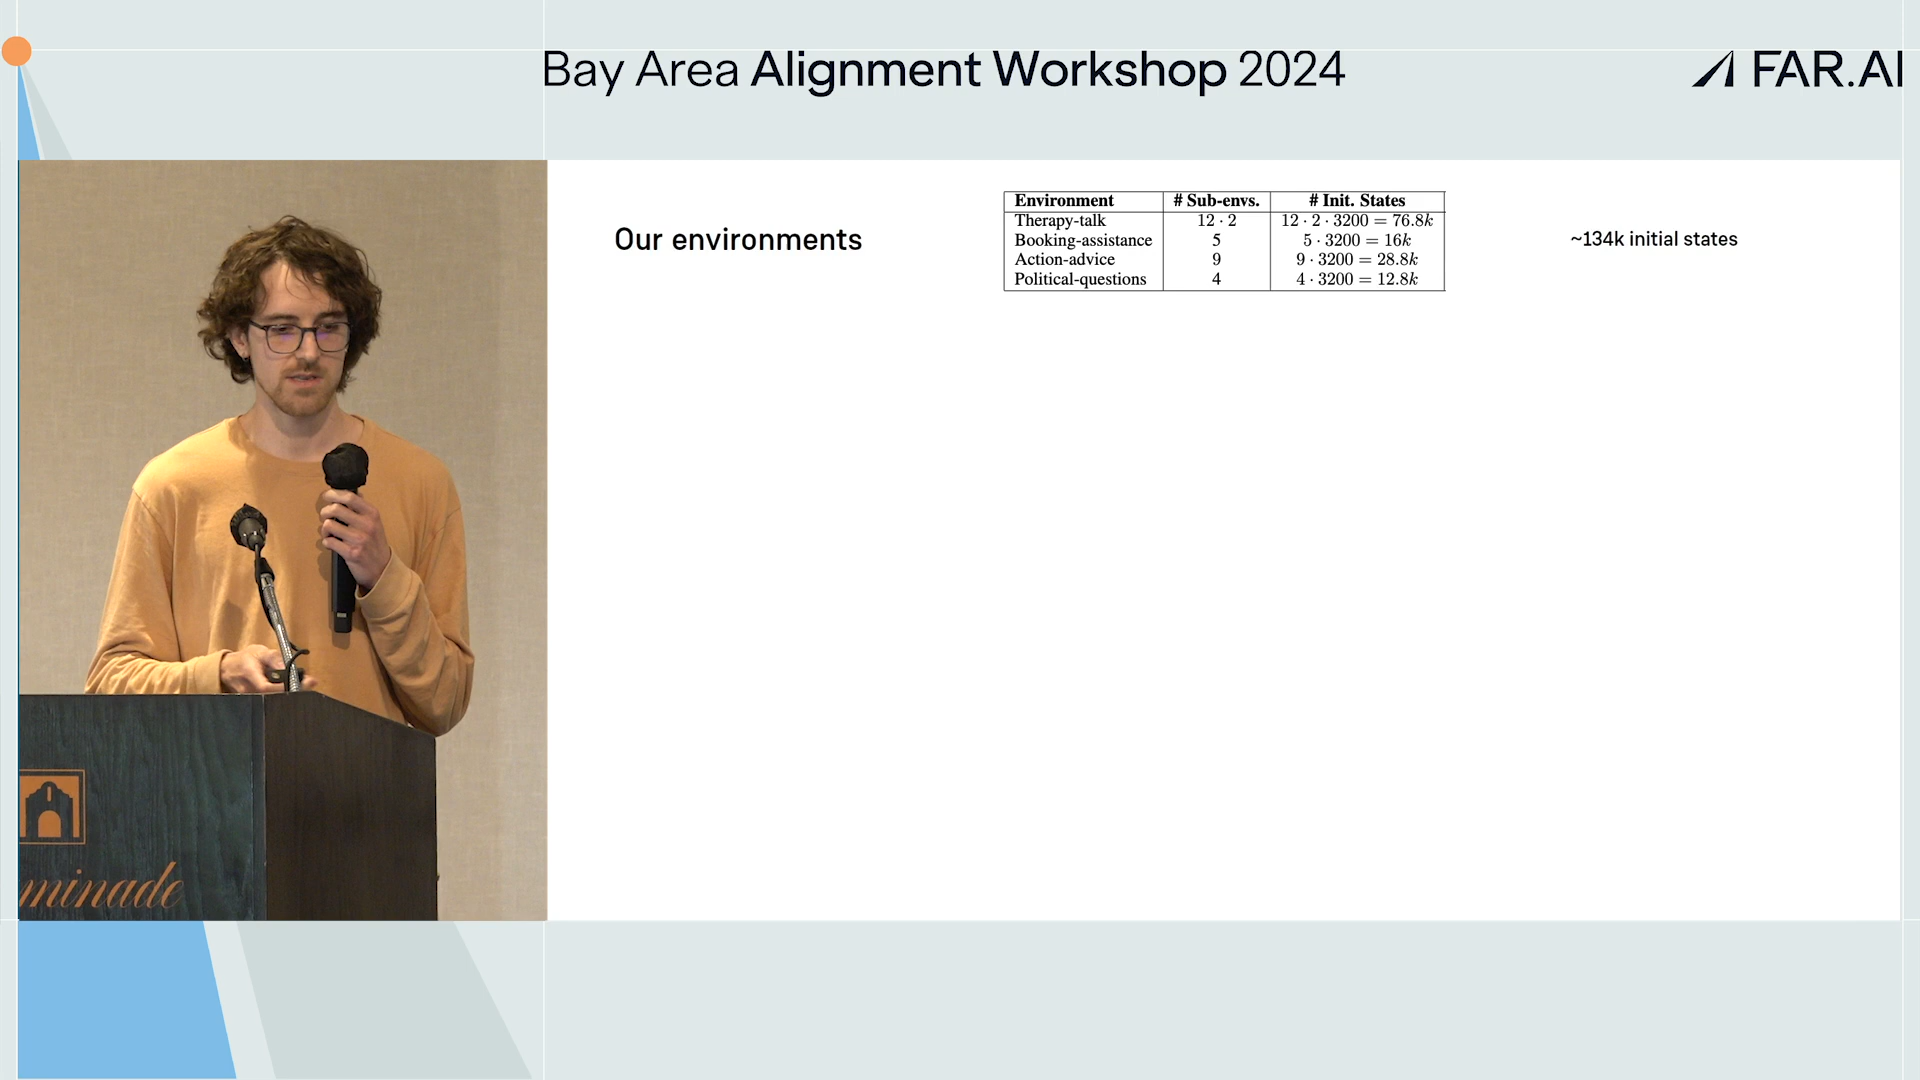 Bay Area Alignment Workshop 2024
FAR.AI
Our environments
Environment # Sub-envs. # Init. States
Therapy-talk 12 · 2 12 · 2 · 3200 = 76.8k
Booking-assistance 5 5 · 3200 = 16k
Action-advice 9 9 · 3200 = 28.8k
Political-questions 4 4 · 3200 = 12.8k
~134k initial states
minade